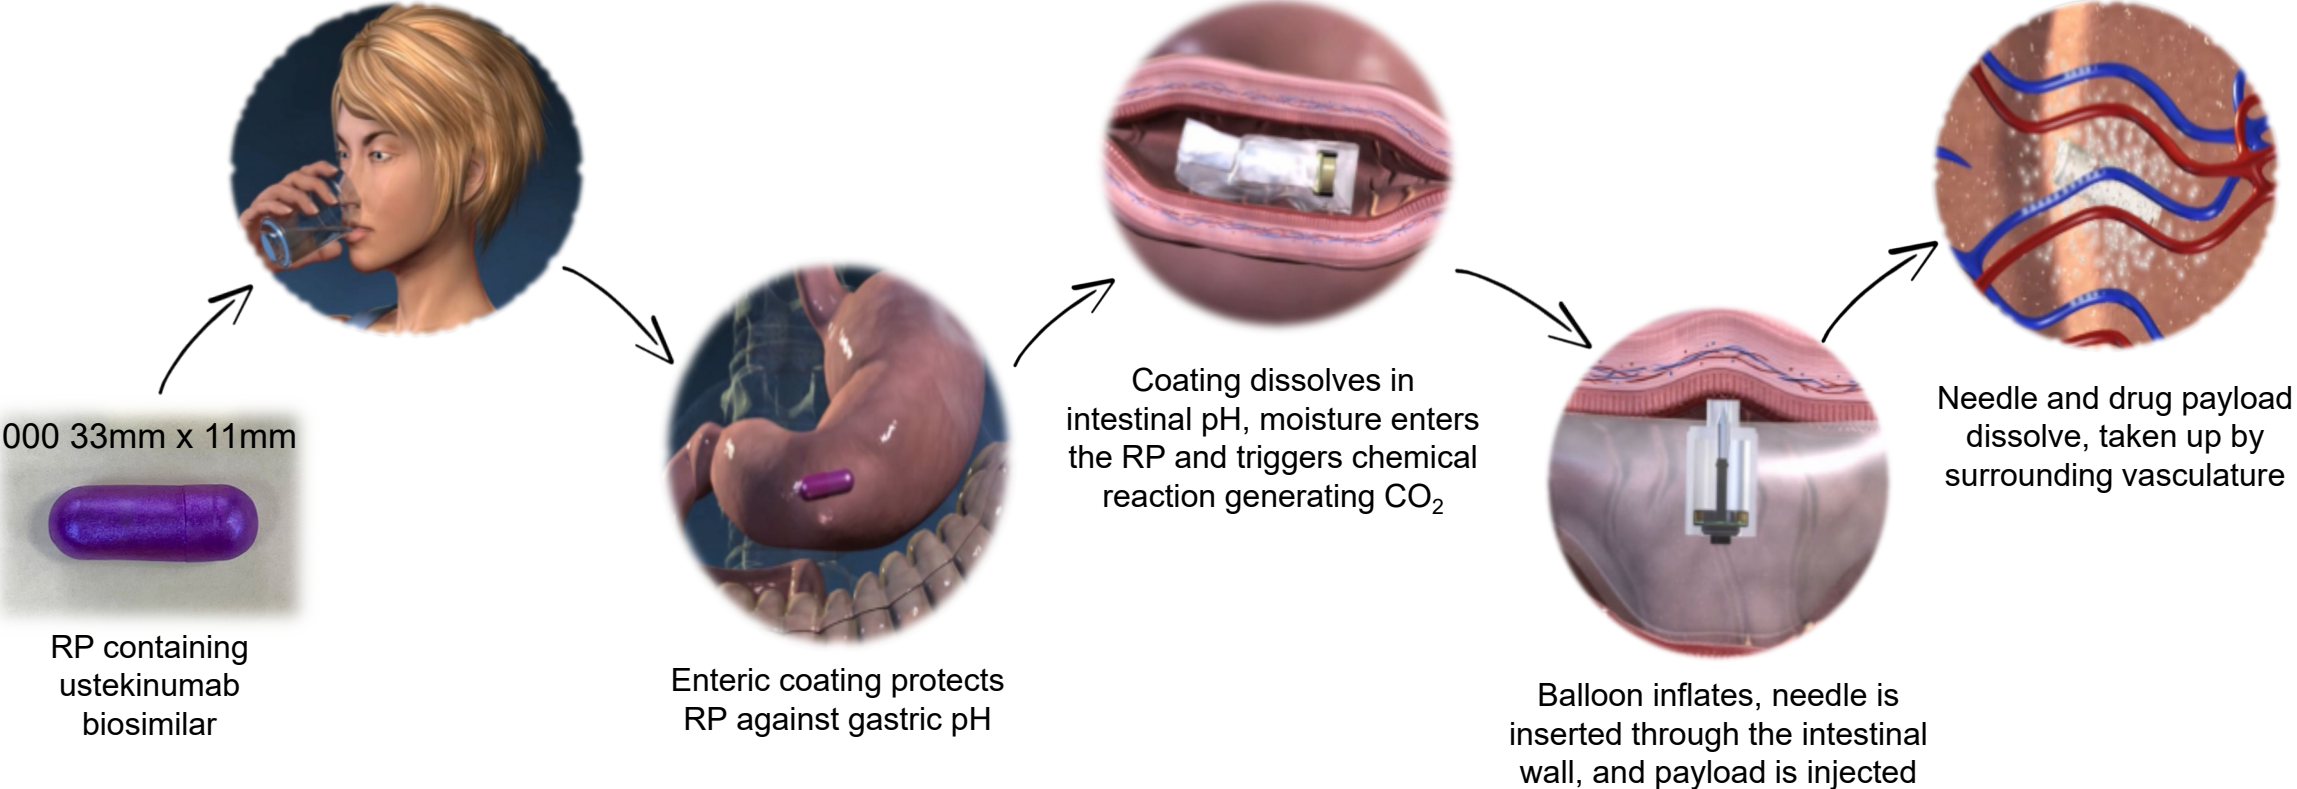 000 33mm x 11mm
RP containing
ustekinumab
biosimilar
Enteric coating protects
RP against gastric pH
Coating dissolves in
intestinal pH, moisture enters
the RP and triggers chemical
reaction generating CO₂
Balloon inflates, needle is
inserted through the intestinal
wall, and payload is injected
Needle and drug payload
dissolve, taken up by
surrounding vasculature